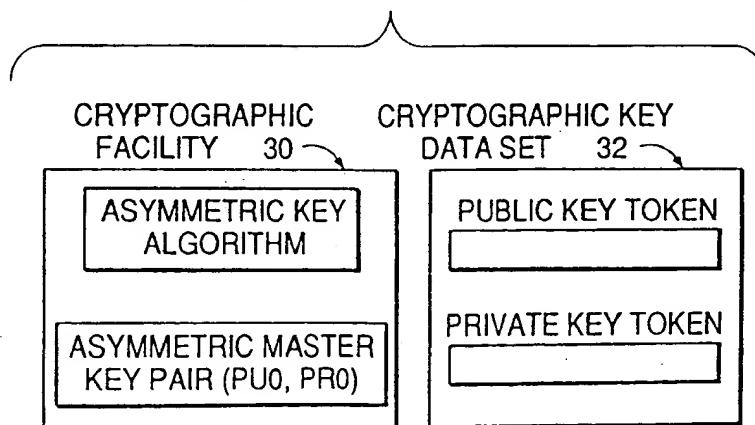 CRYPTOGRAPHIC
FACILITY 30
ASYMMETRIC KEY
ALGORITHM
ASYMMETRIC MASTER
KEY PAIR (PU0, PR0)
CRYPTOGRAPHIC KEY
DATA SET 32
PUBLIC KEY TOKEN
PRIVATE KEY TOKEN